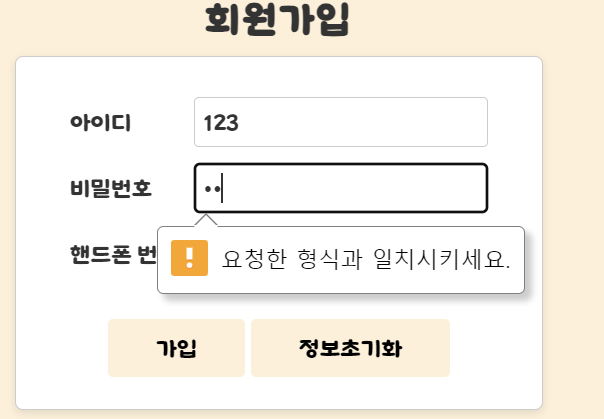 회원가입
아이디 123
비밀번호 ••
핸드폰 번
! 요청한 형식과 일치시키세요.
가입 정보초기화